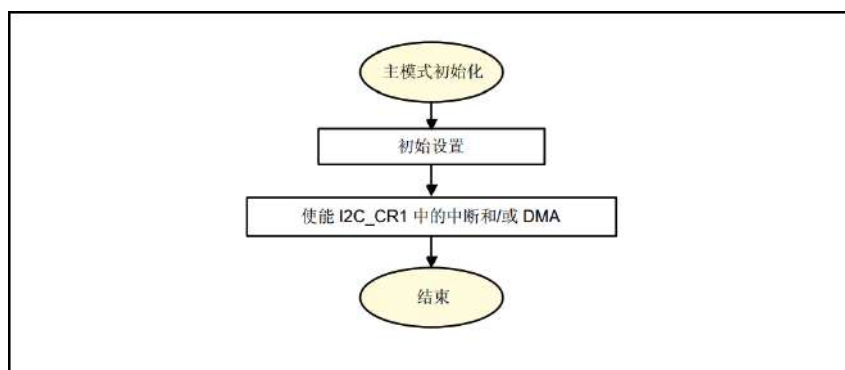 主模式初始化
初始设置
使能 I2C_CR1 中的中断和/或 DMA
结束